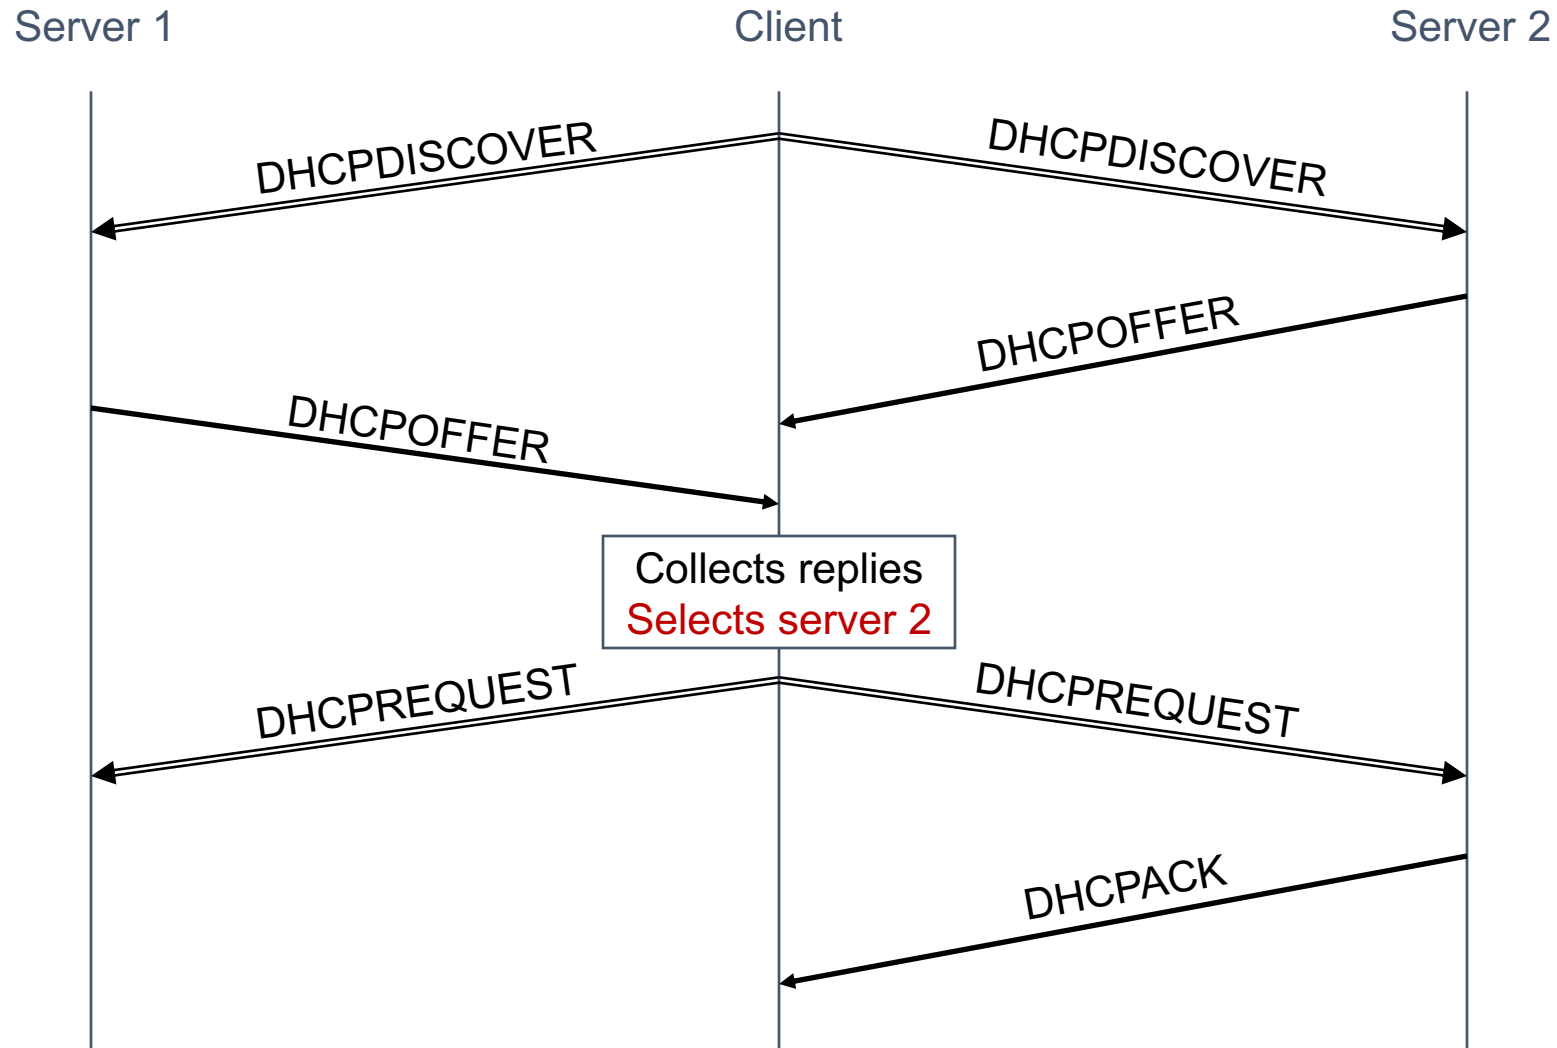 Server 1
Client
Server 2
DHCPDISCOVER
DHCPDISCOVER
DHCPOFFER
DHCPOFFER
Collects replies
Selects server 2
DHCPREQUEST
DHCPREQUEST
DHCPACK